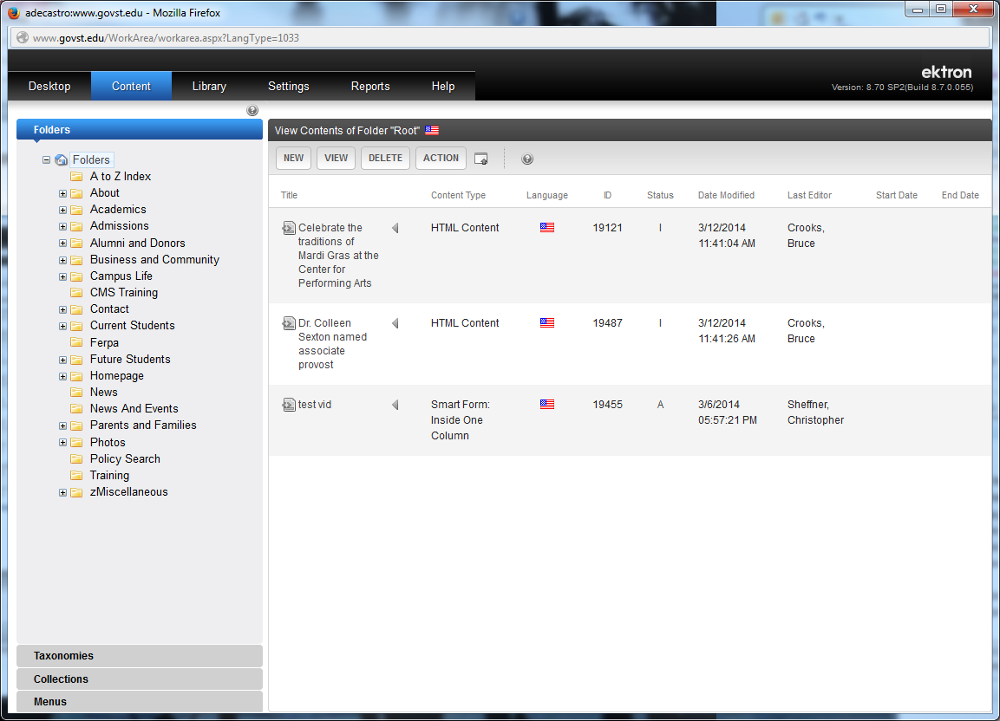 adecastro:www.govst.edu - Mozilla Firefox
www.govst.edu/WorkArea/workarea.aspx?LangType=1033
ektron
Desktop Content Library Settings Reports Help
Version: 8.70 SP2(Build 8.7.0.055)
Folders
View Contents of Folder "Root"
NEW VIEW DELETE ACTION
Folders
A to Z Index
About
Academics
Admissions
Alumni and Donors
Business and Community
Campus Life
CMS Training
Contact
Current Students
Ferpa
Future Students
Homepage
News
News And Events
Parents and Families
Photos
Policy Search
Training
zMiscellaneous
Taxonomies
Collections
Menus
Title Content Type Language ID Status Date Modified Last Editor Start Date End Date
Celebrate the HTML Content 19121 I 3/12/2014 Crooks,
traditions of 11:41:04 AM Bruce
Mardi Gras at the
Center for
Performing Arts
Dr. Colleen HTML Content 19487 I 3/12/2014 Crooks,
Sexton named 11:41:26 AM Bruce
associate
provost
test vid Smart Form: 19455 A 3/6/2014 Sheffner,
Inside One 05:57:21 PM Christopher
Column